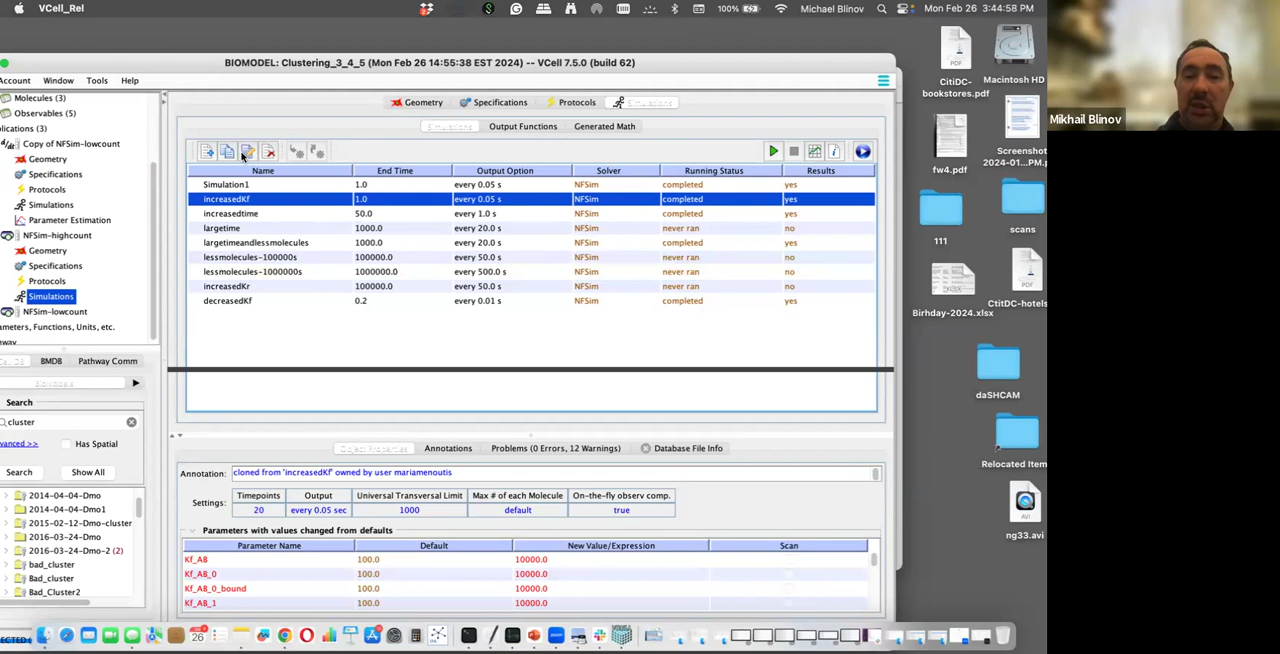 VCell_Rel
100%
Michael Blinov
Mon Feb 26 3:44:58 PM
BIOMODEL: Clustering_3_4_5 (Mon Feb 26 14:55:38 EST 2024) -- VCell 7.5.0 (build 62)
Account Window Tools Help
Molecules (3)
Observables (5)
plications (3)
Copy of NFSim-lowcount
Geometry
Specifications
Protocols
Simulations
Parameter Estimation
NFSim-highcount
Geometry
Specifications
Protocols
Simulations
NFSim-lowcount
rameters, Functions, Units, etc.
hway
BMDB Pathway Comm
Biomodels
Search
cluster
vanced >> Has Spatial
Search Show All
2014-04-04-Dmo
2014-04-04-Dmo1
2015-02-12-Dmo-cluster
2016-03-24-Dmo
2016-03-24-Dmo-2 (2)
bad_cluster
Bad_cluster
Bad_Cluster2
Geometry Specifications Protocols Simulations
Simulations Output Functions Generated Math
Name End Time Output Option Solver Running Status Results
Simulation1 1.0 every 0.05 s NFSim completed yes
increasedKf 1.0 every 0.05 s NFSim completed yes
increasedtime 50.0 every 1.0 s NFSim completed yes
largetime 1000.0 every 20.0 s NFSim never ran no
largetimeandlessmolecules 1000.0 every 20.0 s NFSim completed yes
lessmolecules-100000s 100000.0 every 50.0 s NFSim never ran no
lessmolecules-1000000s 1000000.0 every 500.0 s NFSim never ran no
increasedKr 100000.0 every 50.0 s NFSim never ran no
decreasedKf 0.2 every 0.01 s NFSim completed yes
Object Properties Annotations Problems (0 Errors, 12 Warnings) Database File Info
Annotation: cloned from 'increasedKf' owned by user mariamenoutis
Settings:
Timepoints Output Universal Transversal Limit Max # of each Molecule On-the-fly observ comp.
20 every 0.05 sec 1000 default true
Parameters with values changed from defaults
Parameter Name Default New Value/Expression Scan
Kf_AB 100.0 10000.0
Kf_AB_0 100.0 10000.0
Kf_AB_0_bound 100.0 10000.0
Kf_AB_1 100.0 10000.0
CitiDC-
bookstores.pdf
Macintosh HD
fw4.pdf
Screenshot
2024-01...PM
111
scans
Birhday-2024.xlsx
CtitDC-hotels
daSHCAM
Relocated Item
AVI
ng33.avi
PDF
PDF
Mikhail Blinov
26